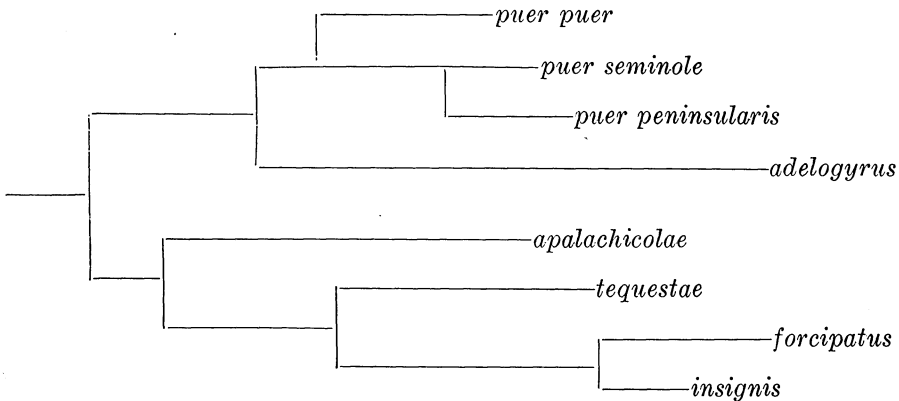 puer puer
puer seminole
puer peninsularis
adelogyrus
apalachicolae
tequestae
forcipatus
insignis